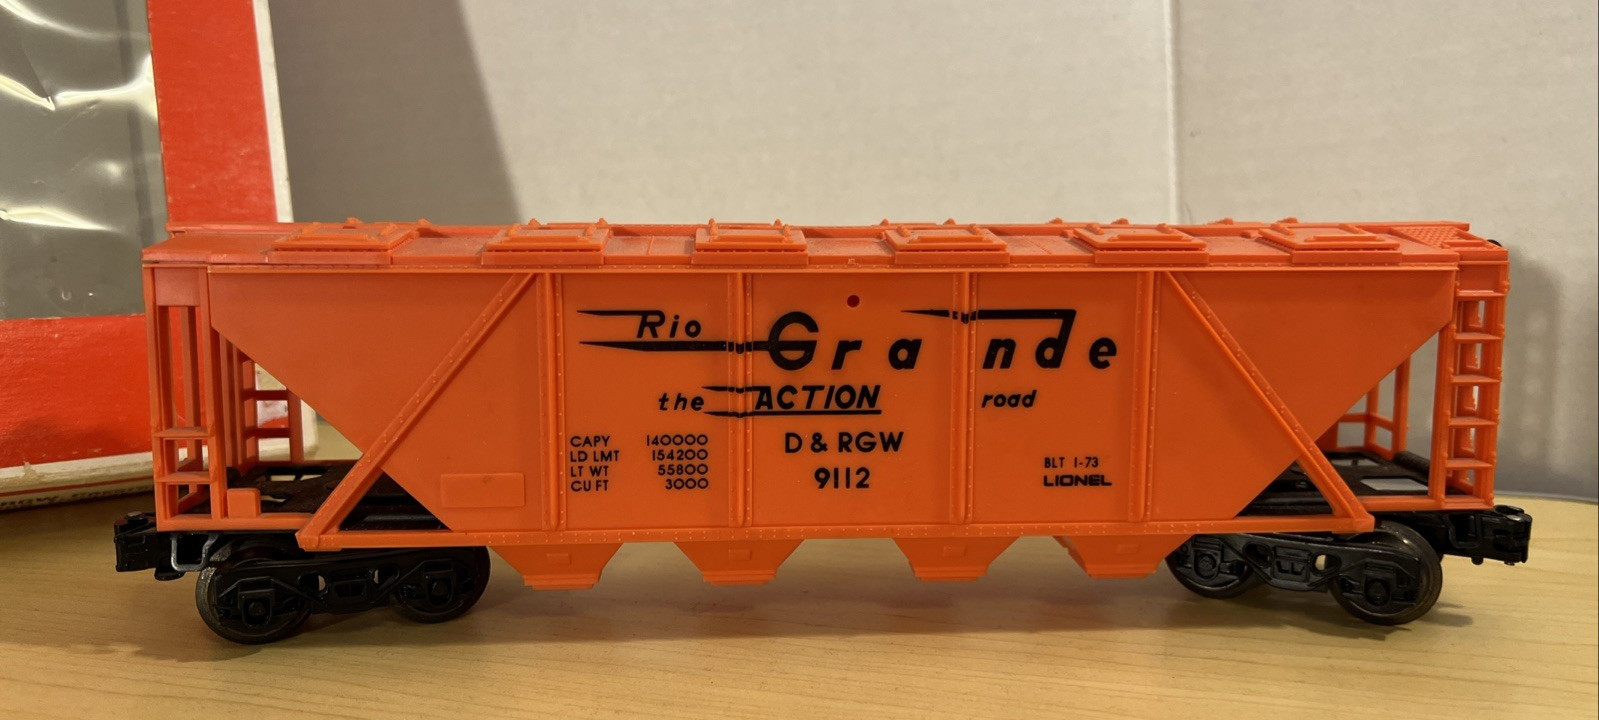 Rio Grande
the ACTION road
CAPY 140000
LD LMT 154200
LT WT 55800
CU FT 3000
D & RGW
9112
BLT 1-73
LIONEL